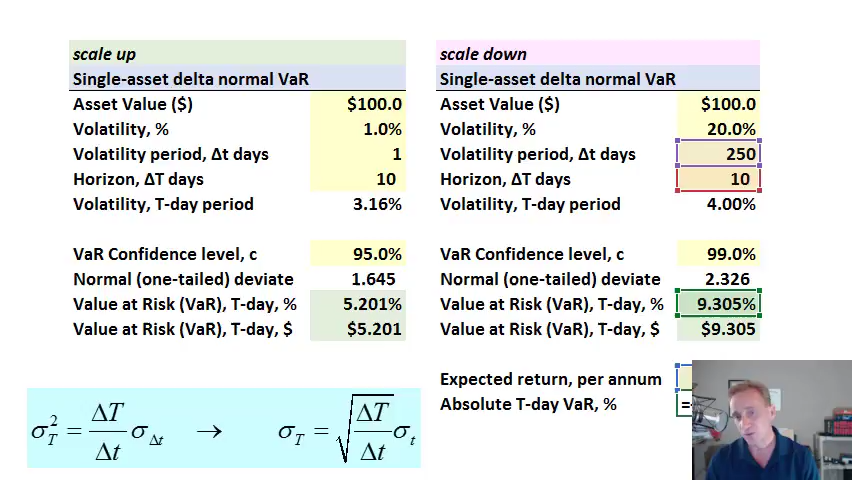 scale up
Single-asset delta normal VaR
Asset Value ($) $100.0
Volatility, % 1.0%
Volatility period, Δt days 1
Horizon, ΔT days 10
Volatility, T-day period 3.16%
VaR Confidence level, c 95.0%
Normal (one-tailed) deviate 1.645
Value at Risk (VaR), T-day, % 5.201%
Value at Risk (VaR), T-day, $ $5.201
σ_T^2 = ΔT/Δt σ_Δt → σ_T = √(ΔT/Δt) σ_t
scale down
Single-asset delta normal VaR
Asset Value ($) $100.0
Volatility, % 20.0%
Volatility period, Δt days 250
Horizon, ΔT days 10
Volatility, T-day period 4.00%
VaR Confidence level, c 99.0%
Normal (one-tailed) deviate 2.326
Value at Risk (VaR), T-day, % 9.305%
Value at Risk (VaR), T-day, $ $9.305
Expected return, per annum
Absolute T-day VaR, % =